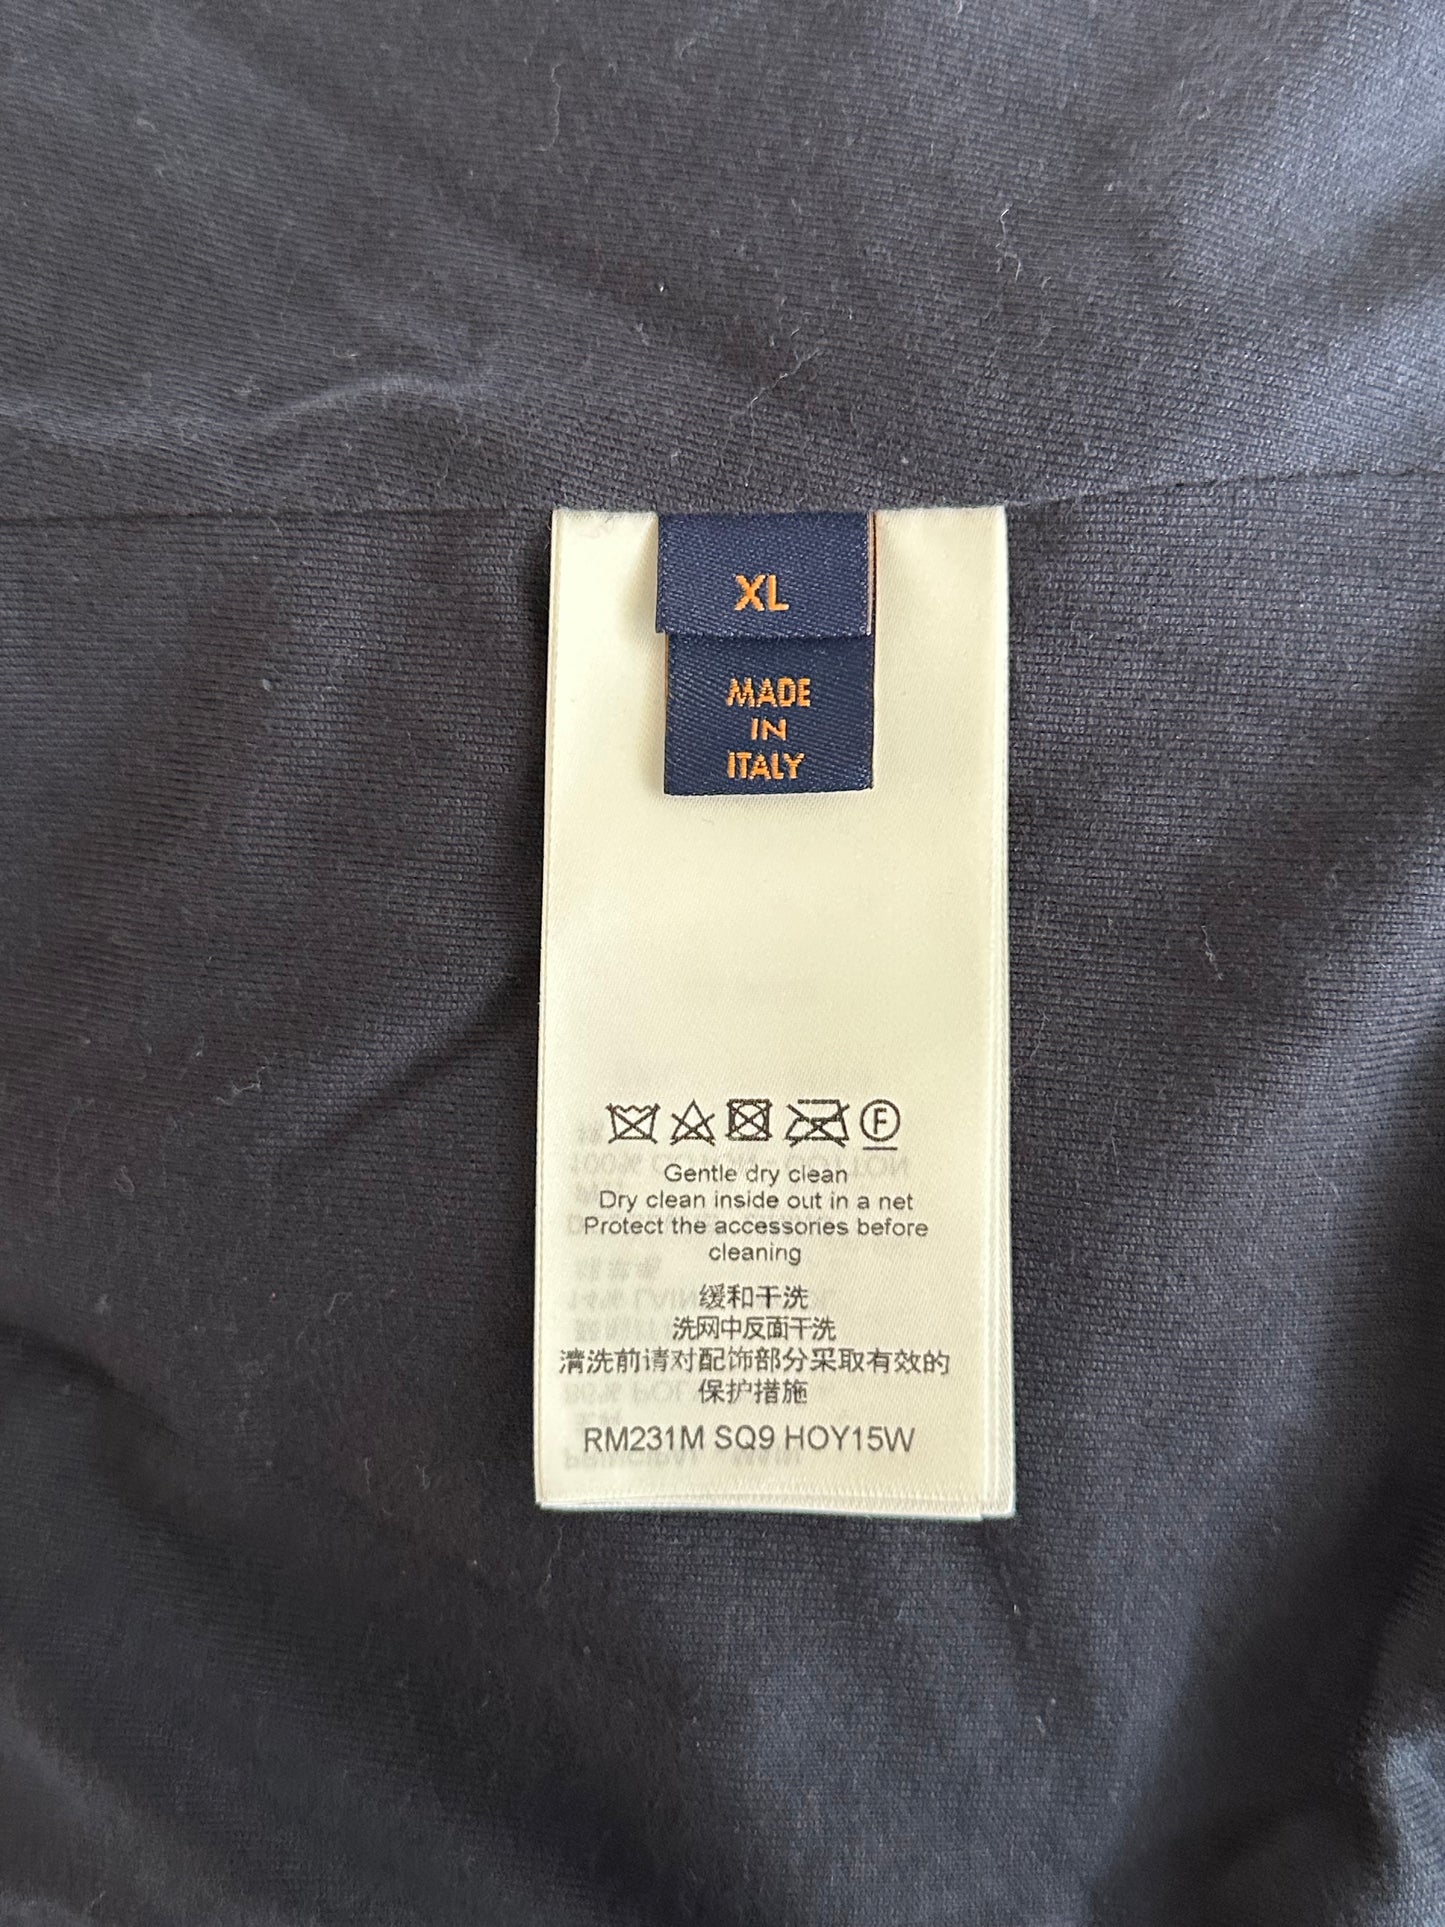 XL
MADE
IN
ITALY
F
Gentle dry clean
Dry clean inside out in a net
Protect the accessories before
cleaning
缓和干洗
洗网中反面干洗
清洗前请对配饰部分采取有效的
保护措施
RM231M SQ9 HOY15W